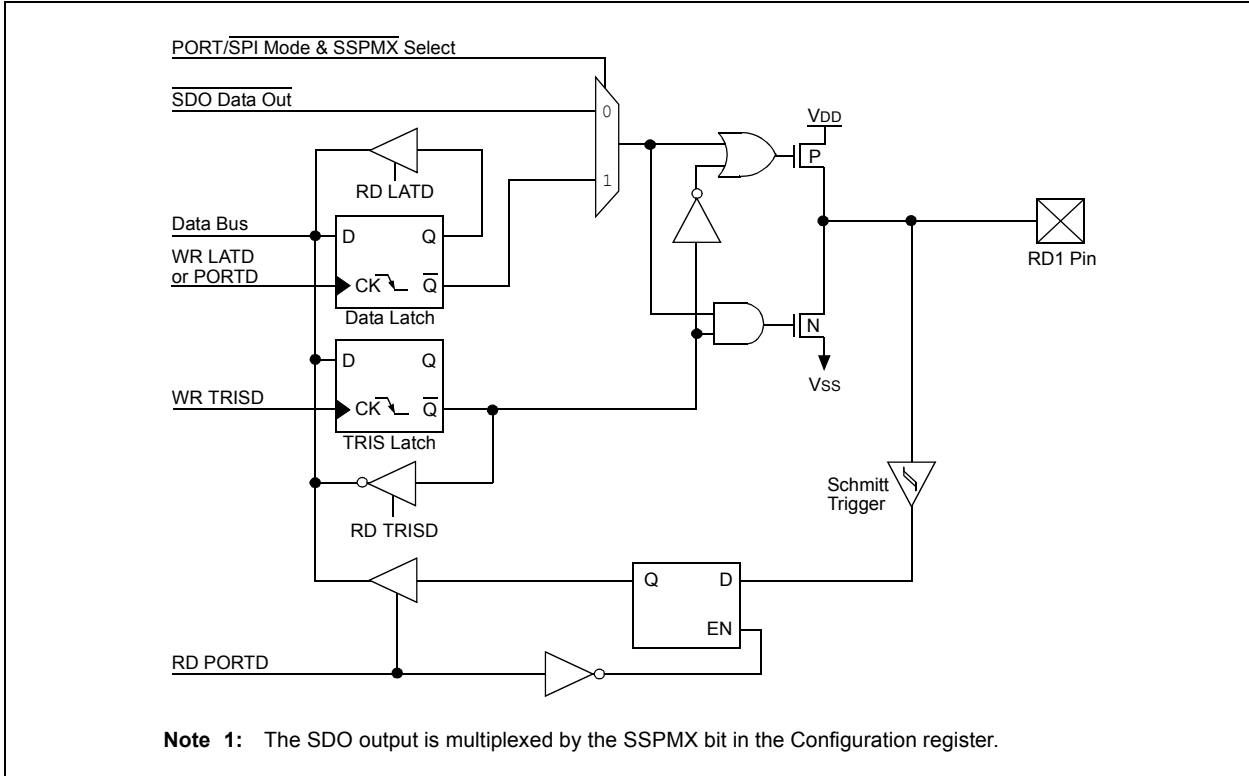 PORT/SPI Mode & SSPMX Select
SDO Data Out
0
VDD
P
RD LATD
1
Data Bus
D
Q
WR LATD
or PORTD
CK
Q
Data Latch
RD1 Pin
N
VSS
D
Q
WR TRISD
CK
Q
TRIS Latch
Schmitt
Trigger
RD TRISD
Q
D
EN
RD PORTD
Note 1: The SDO output is multiplexed by the SSPMX bit in the Configuration register.